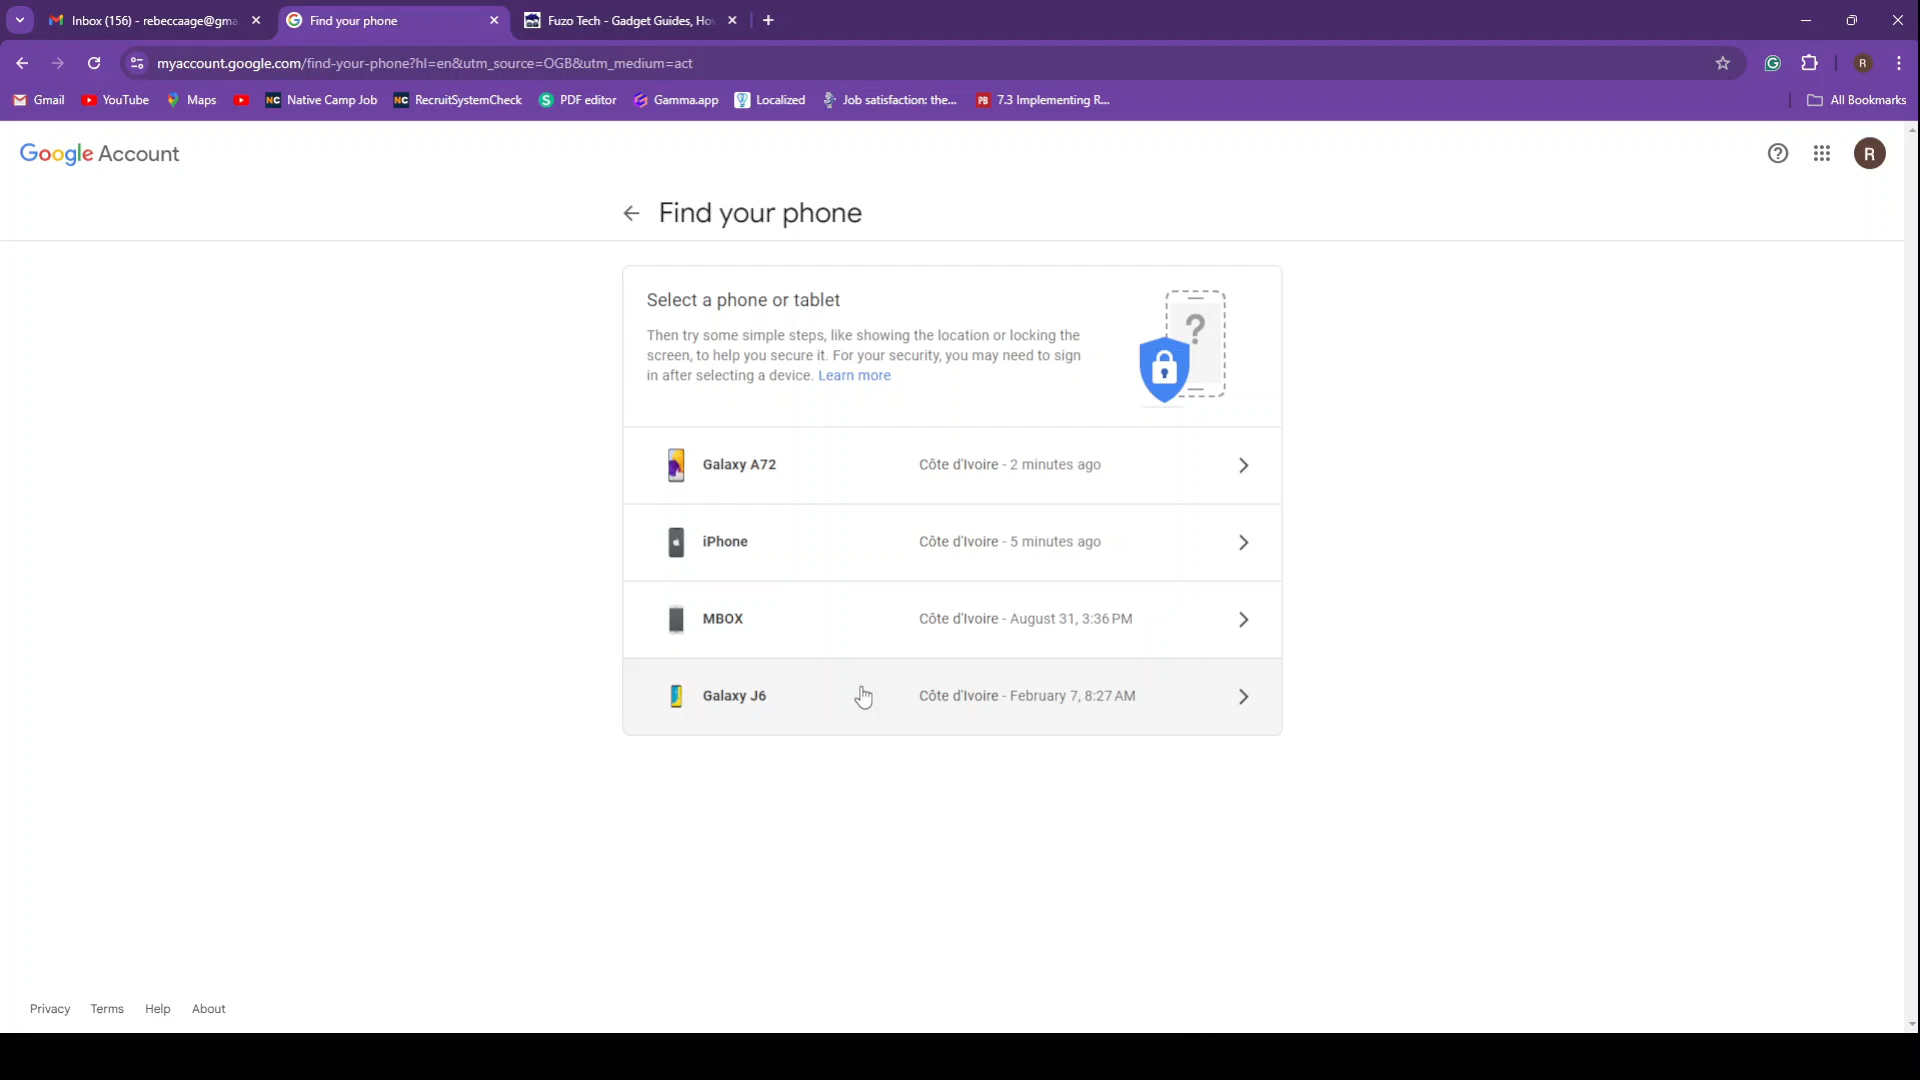 Inbox (156) - rebeccaage@gma
Find your phone
Fuzo Tech - Gadget Guides, Ho
myaccount.google.com/find-your-phone?hl=en&utm_source=OGB&utm_medium=act
R
Gmail
YouTube
Maps
NC Native Camp Job
NC RecruitSystemCheck
S PDF editor
Gamma.app
Localized
Job satisfaction: the...
PB 7.3 Implementing R...
All Bookmarks
Google Account
R
Find your phone
Select a phone or tablet
Then try some simple steps, like showing the location or locking the
screen, to help you secure it. For your security, you may need to sign
in after selecting a device. Learn more
?
Galaxy A72 Côte d'Ivoire - 2 minutes ago
iPhone Côte d'Ivoire - 5 minutes ago
MBOX Côte d'Ivoire - August 31, 3:36 PM
Galaxy J6 Côte d'Ivoire - February 7, 8:27 AM
Privacy Terms Help About